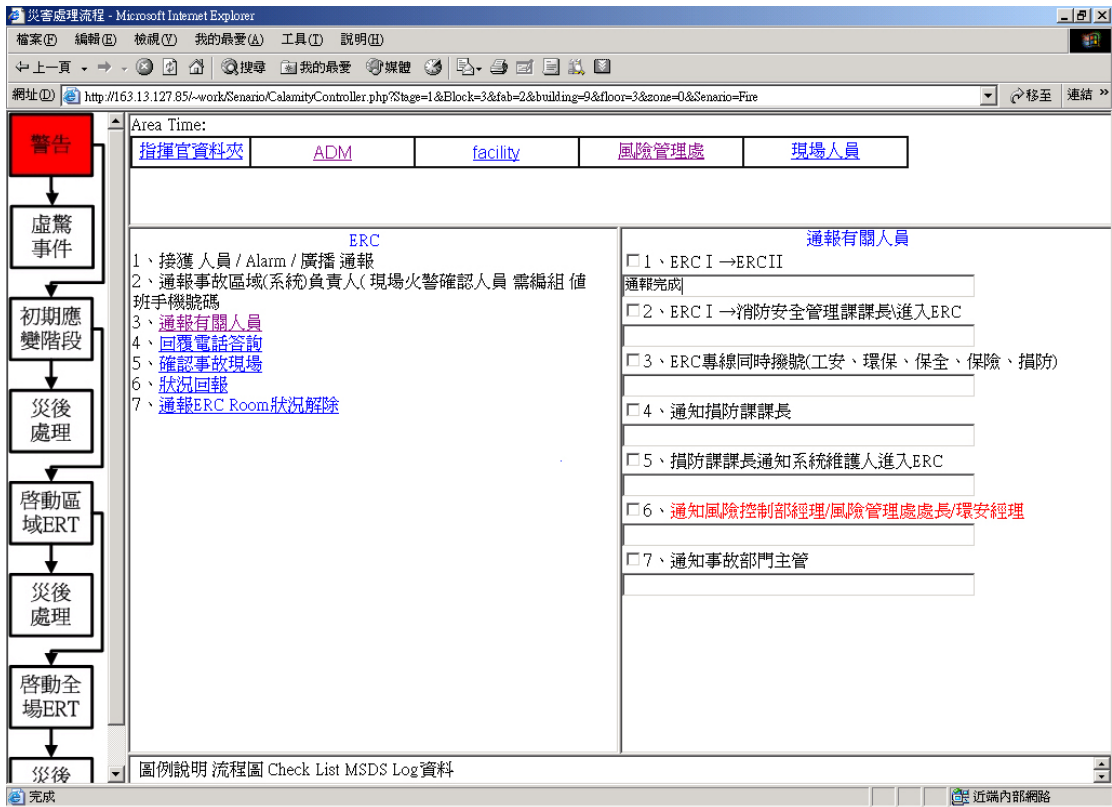 災害處理流程 - Microsoft Internet Explorer
檔案(F) 編輯(E) 檢視(V) 我的最愛(A) 工具(T) 說明(H)
上一頁 搜尋 我的最愛 媒體
網址(D) http://163.13.127.85/~work/Senario/CalamityController.php?Stage=1&Block=3&fab=2&building=9&floor=3&zone=0&Senario=Fire 移至 連結 »
警告
虛驚
事件
初期應
變階段
災後
處理
啟動區
域ERT
災後
處理
啟動全
場ERT
災後
Area Time:
指揮官資料夾 ADM facility 風險管理處 現場人員
ERC
1、接獲 人員 / Alarm / 廣播 通報
2、通報事故區域(系統)負責人( 現場火警確認人員 需編組 值
班手機號碼
3、通報有關人員
4、回覆電話答詢
5、確認事故現場
6、狀況回報
7、通報ERC Room狀況解除
通報有關人員
1、ERC I →ERCII
通報完成
2、ERC I →消防安全管理課課長\進入ERC
3、ERC專線同時撥號(工安、環保、保全、保險、損防)
4、通知損防課課長
5、損防課課長通知系統維護人進入ERC
6、通知風險控制部經理/風險管理處處長/環安經理
7、通知事故部門主管
圖例說明 流程圖 Check List MSDS Log資料
完成 近端內部網路